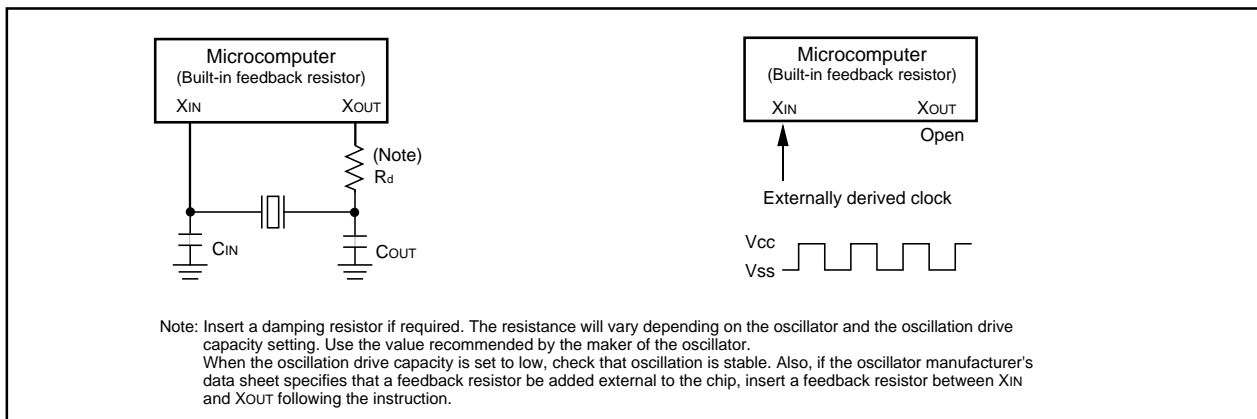 Microcomputer
(Built-in feedback resistor)
XIN XOUT
(Note)
Rd
CIN
COUT
Microcomputer
(Built-in feedback resistor)
XIN XOUT
Open
Externally derived clock
Vcc
Vss
Note: Insert a damping resistor if required. The resistance will vary depending on the oscillator and the oscillation drive
capacity setting. Use the value recommended by the maker of the oscillator.
When the oscillation drive capacity is set to low, check that oscillation is stable. Also, if the oscillator manufacturer's
data sheet specifies that a feedback resistor be added external to the chip, insert a feedback resistor between XIN
and XOUT following the instruction.